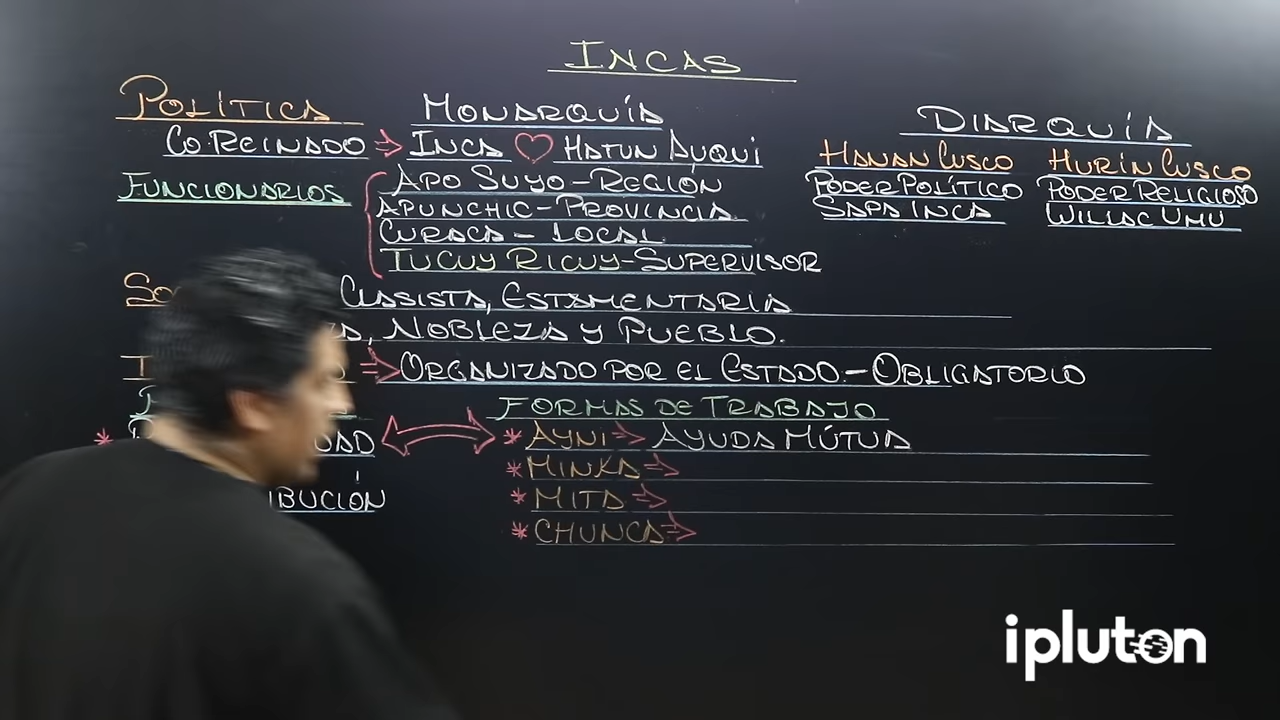 INCAS
POLÍTICA MONARQUÍA DIARQUÍA
CO.REINADO => INCA ♡ HATUN AUQUI HANAN CUSCO HURÍN CUSCO
FUNCIONARIOS APO SUYO-REGIÓN PODER POLÍTICO PODER RELIGIOSO
APUNCHIC-PROVINCIA SAPA INCA WILLAC UMU
CURACA - LOCAL
TUCUY RICUY-SUPERVISOR
CLASISTA, ESTAMENTARIA
, NOBLEZA Y PUEBLO.
=> ORGANIZADO POR EL ESTADO.-OBLIGATORIO
FORMAS DE TRABAJO
* * AYNI => AYUDA MÚTUA
* MINKA =>
* MITA =>
* CHUNCA =>
ipluton